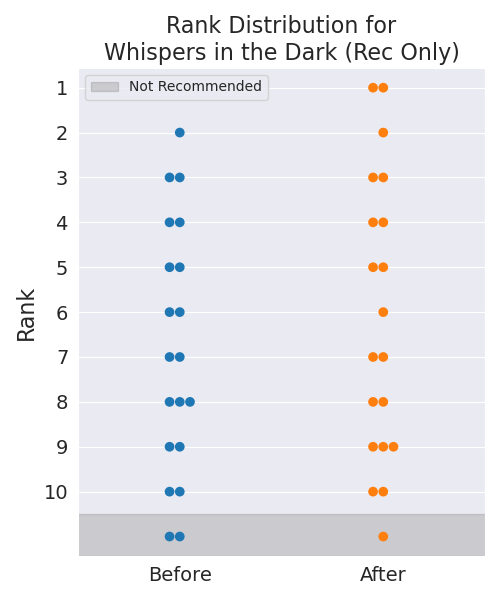 Rank Distribution for
Whispers in the Dark (Rec Only)
Not Recommended
Rank
1
2
3
4
5
6
7
8
9
10
Before After